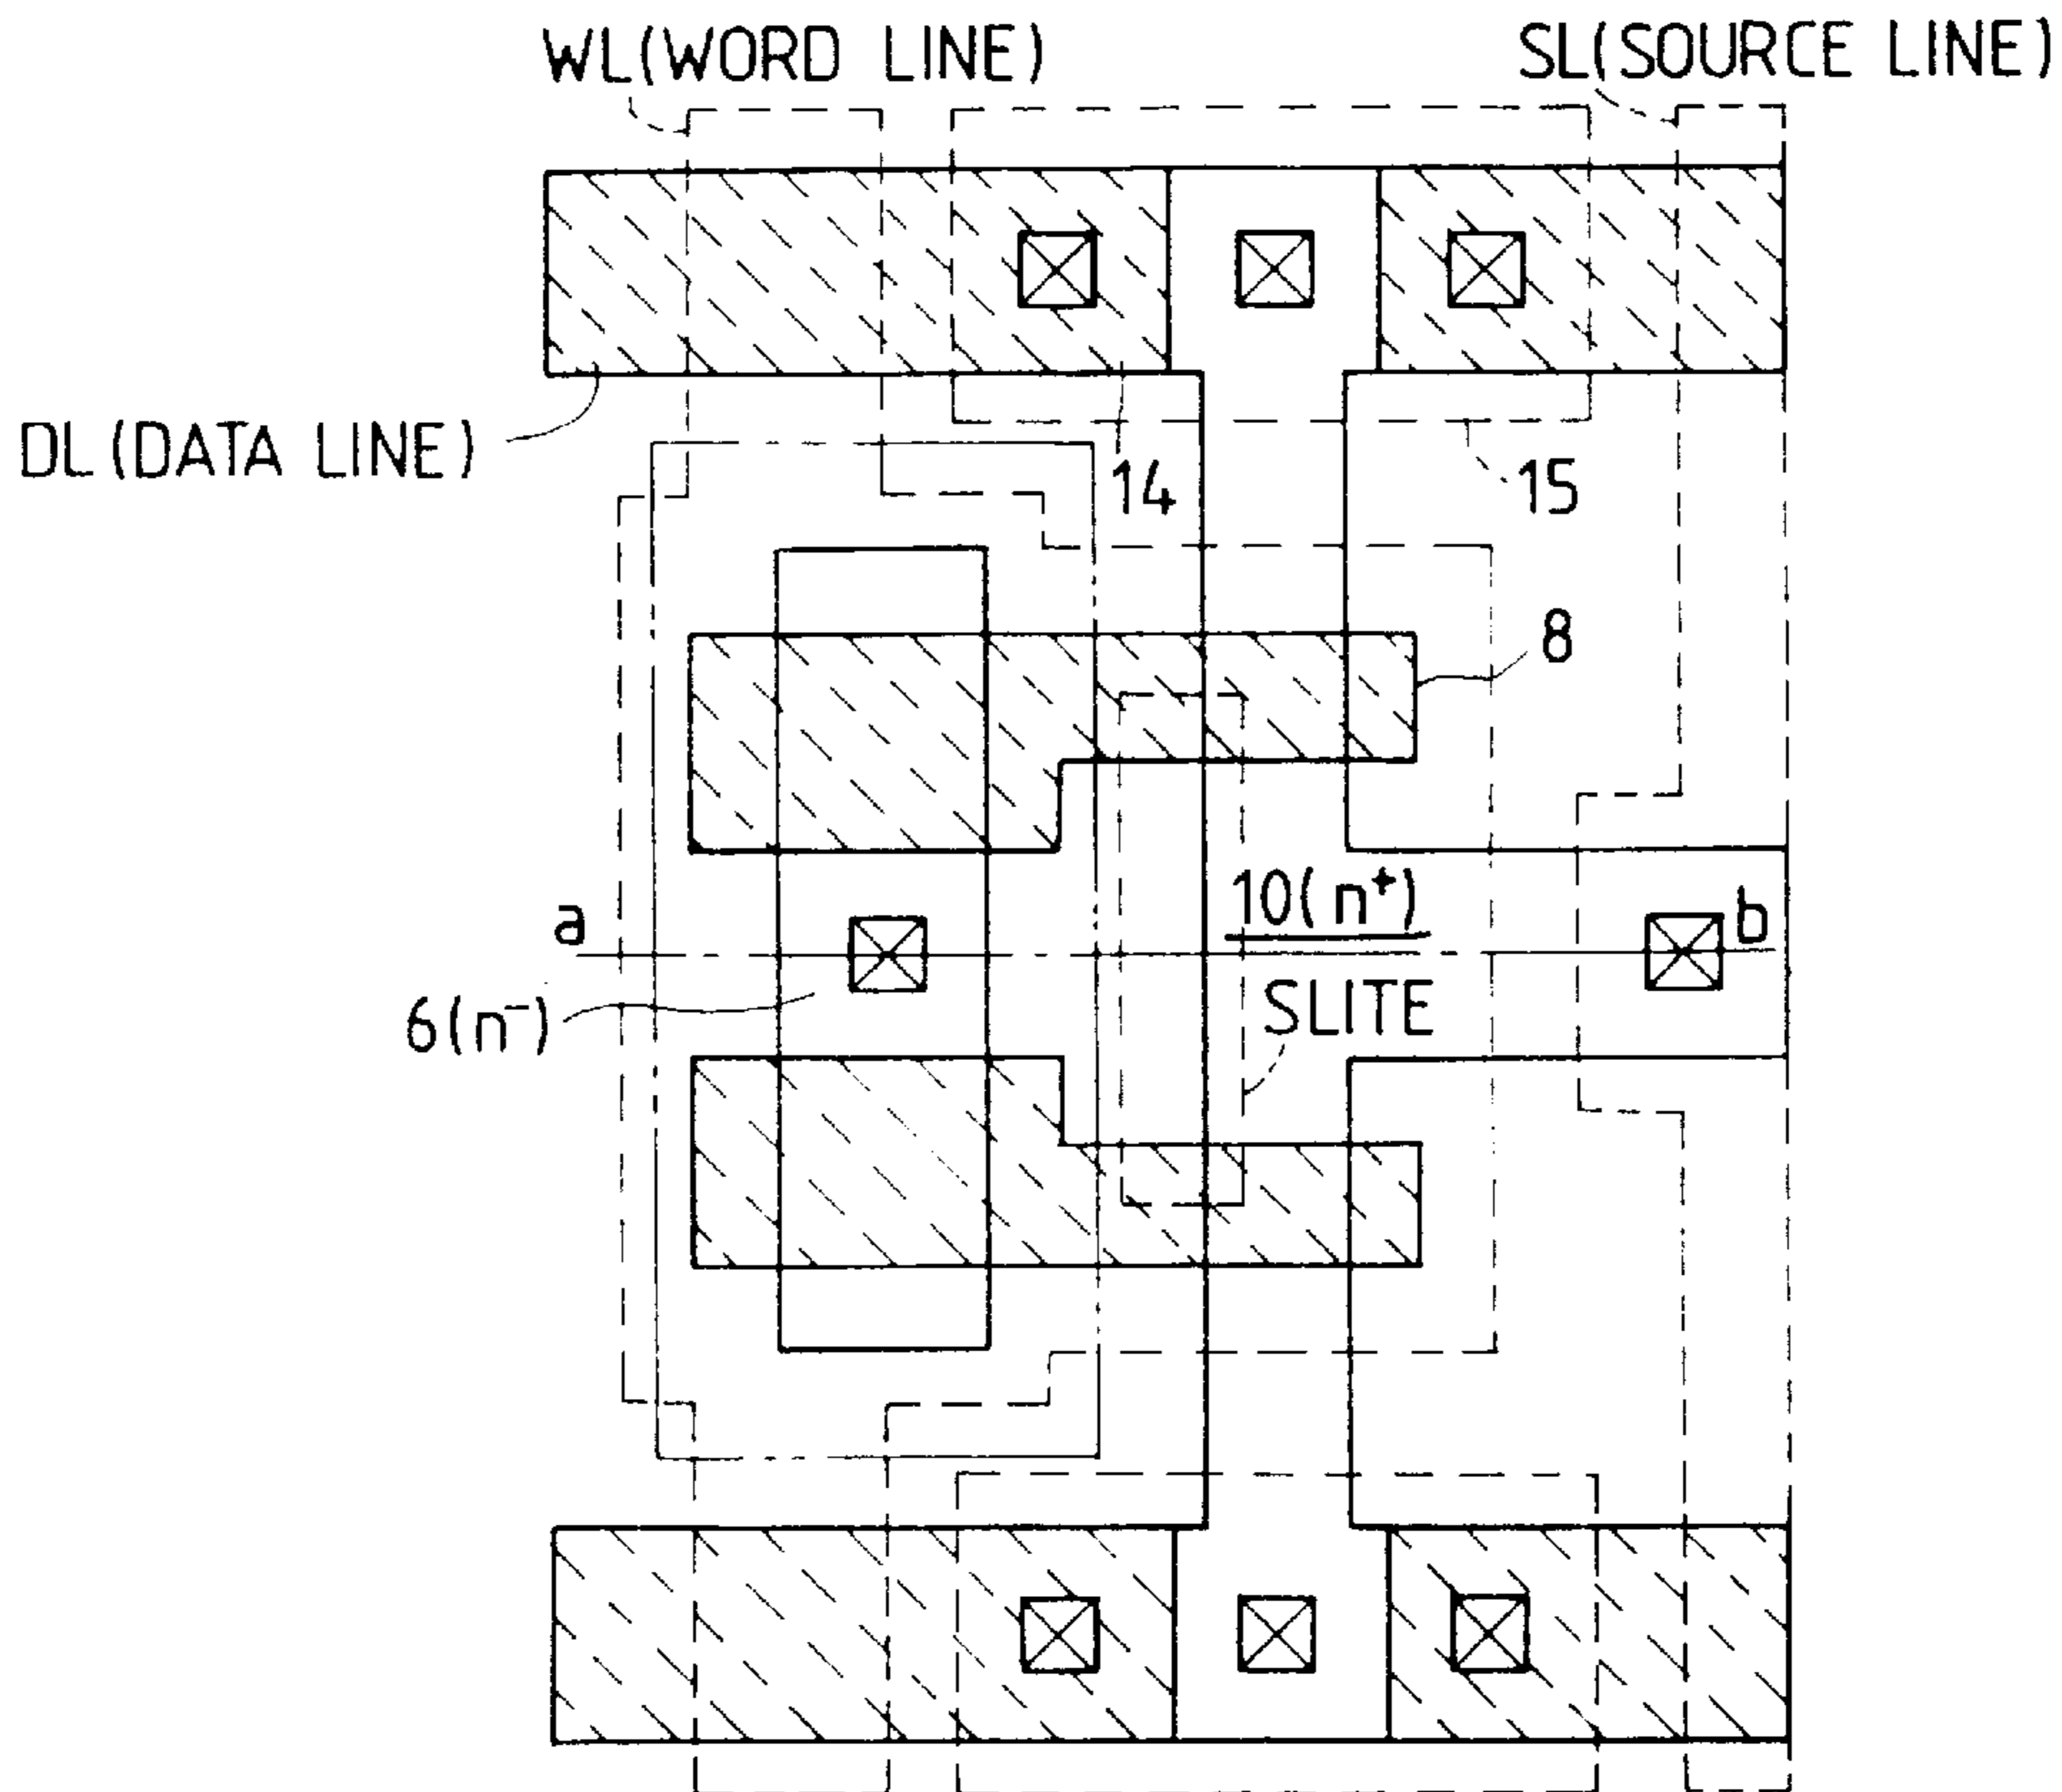 WL(WORD LINE)
SL(SOURCE LINE)
DL(DATA LINE)
14
15
8
10(n⁺)
a
b
6(n⁻)
SLITE